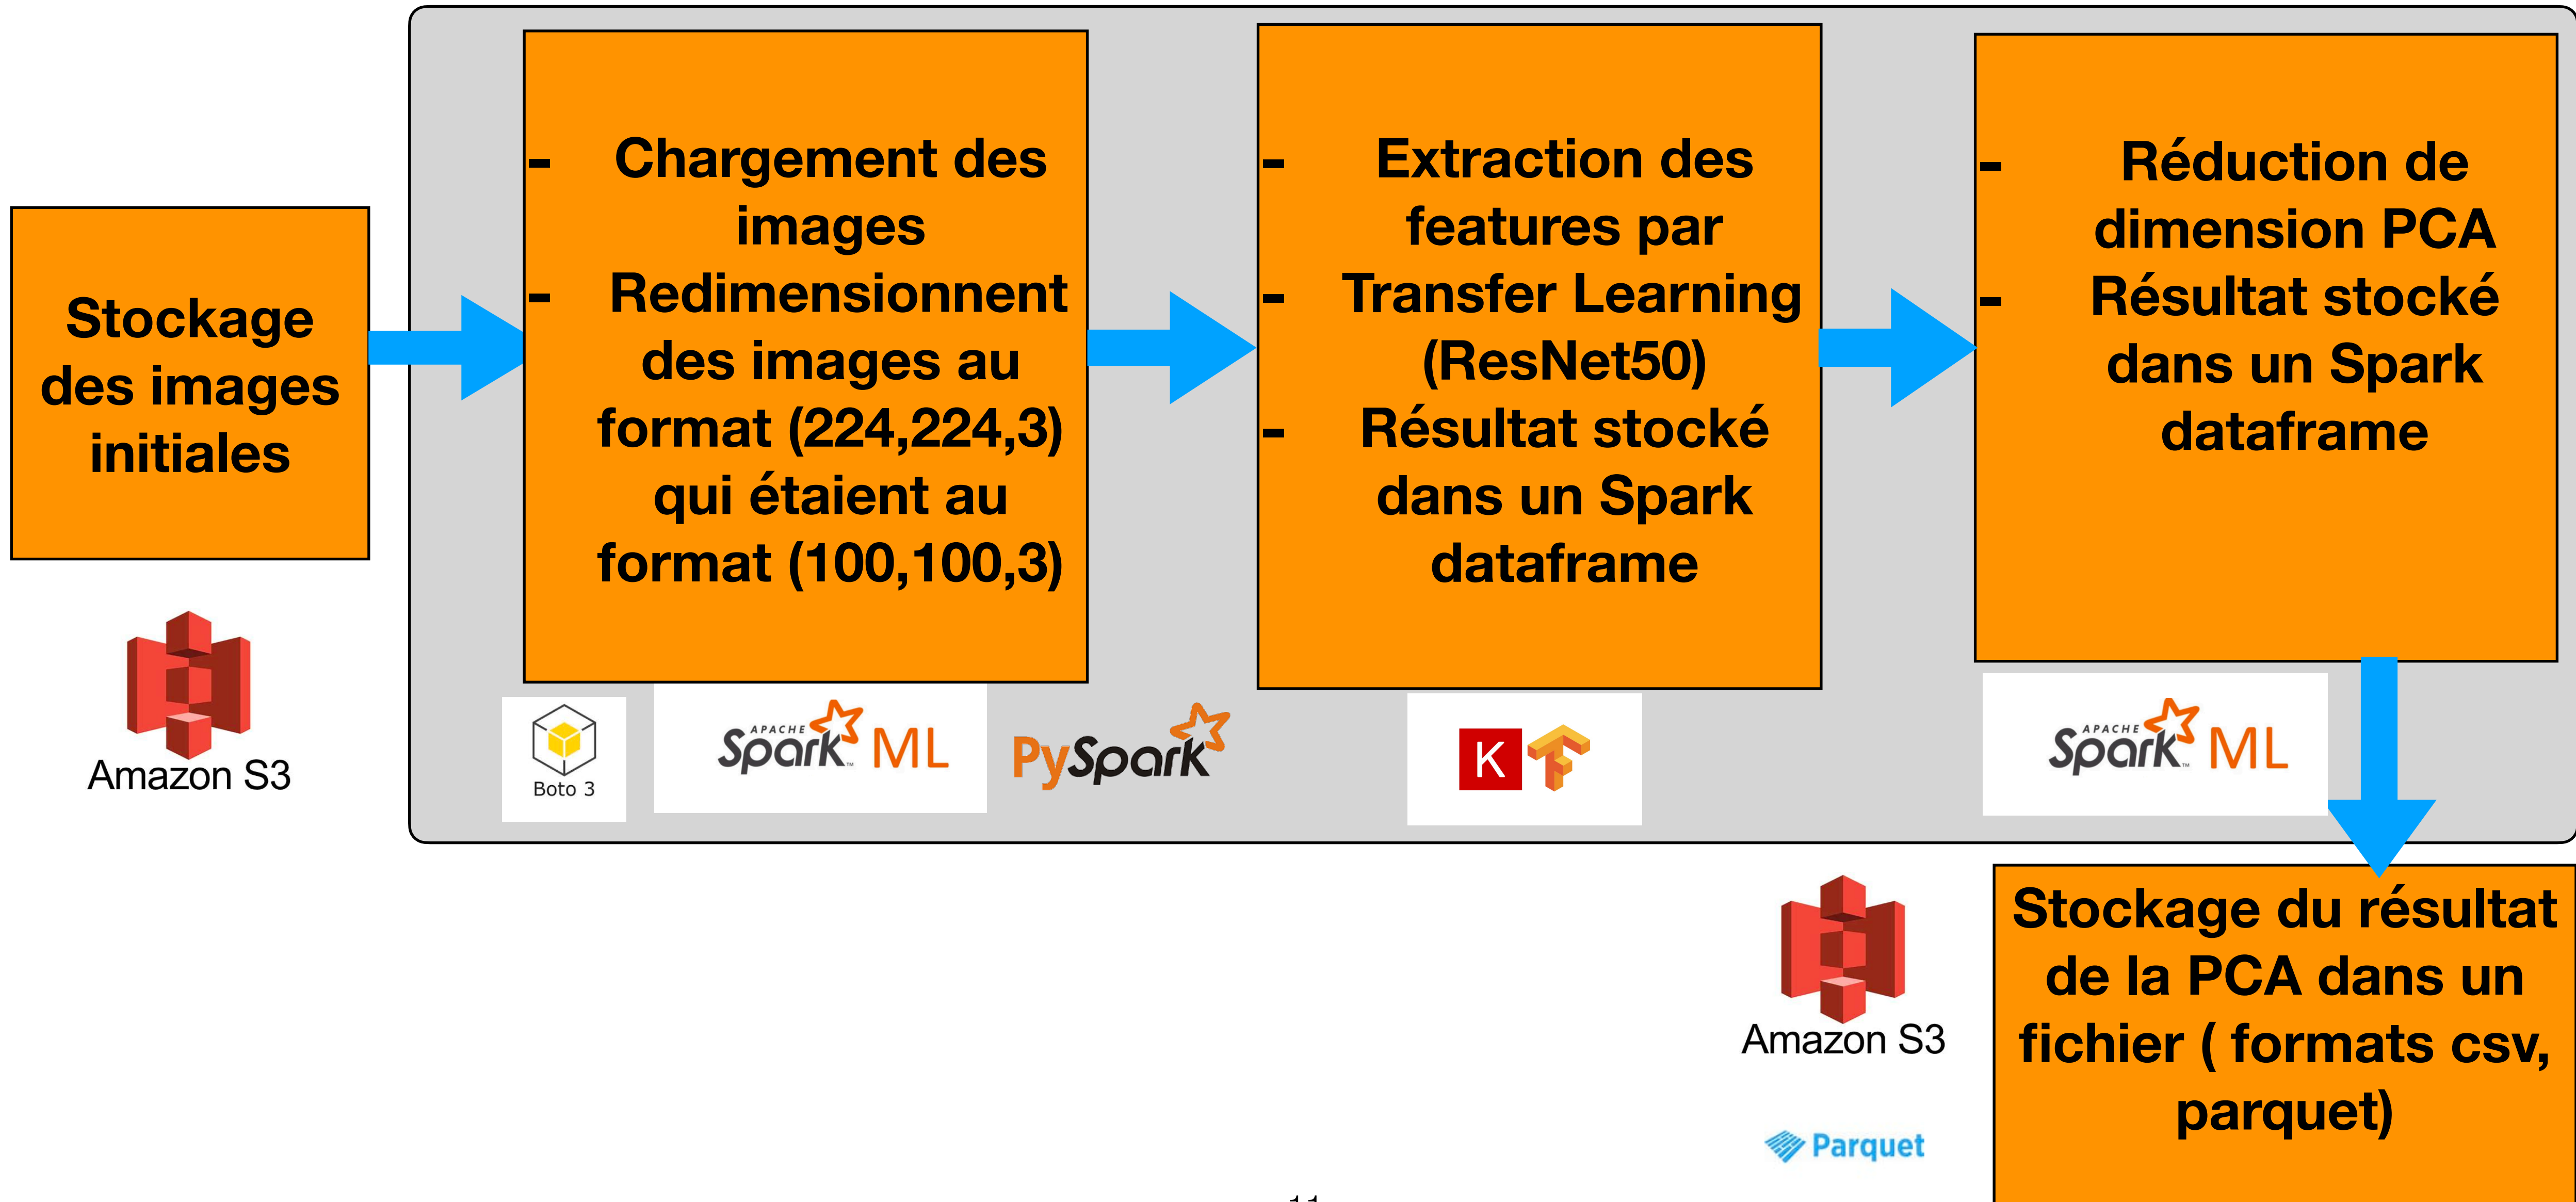 Stockage
des images
initiales
Amazon S3
- Chargement des
images
- Redimensionnent
des images au
format (224,224,3)
qui étaient au
format (100,100,3)
Boto 3
APACHE
Spark™ ML
PySpark
- Extraction des
features par
- Transfer Learning
(ResNet50)
- Résultat stocké
dans un Spark
dataframe
K
- Réduction de
dimension PCA
- Résultat stocké
dans un Spark
dataframe
APACHE
Spark™ ML
Amazon S3
Parquet
Stockage du résultat
de la PCA dans un
fichier ( formats csv,
parquet)
11